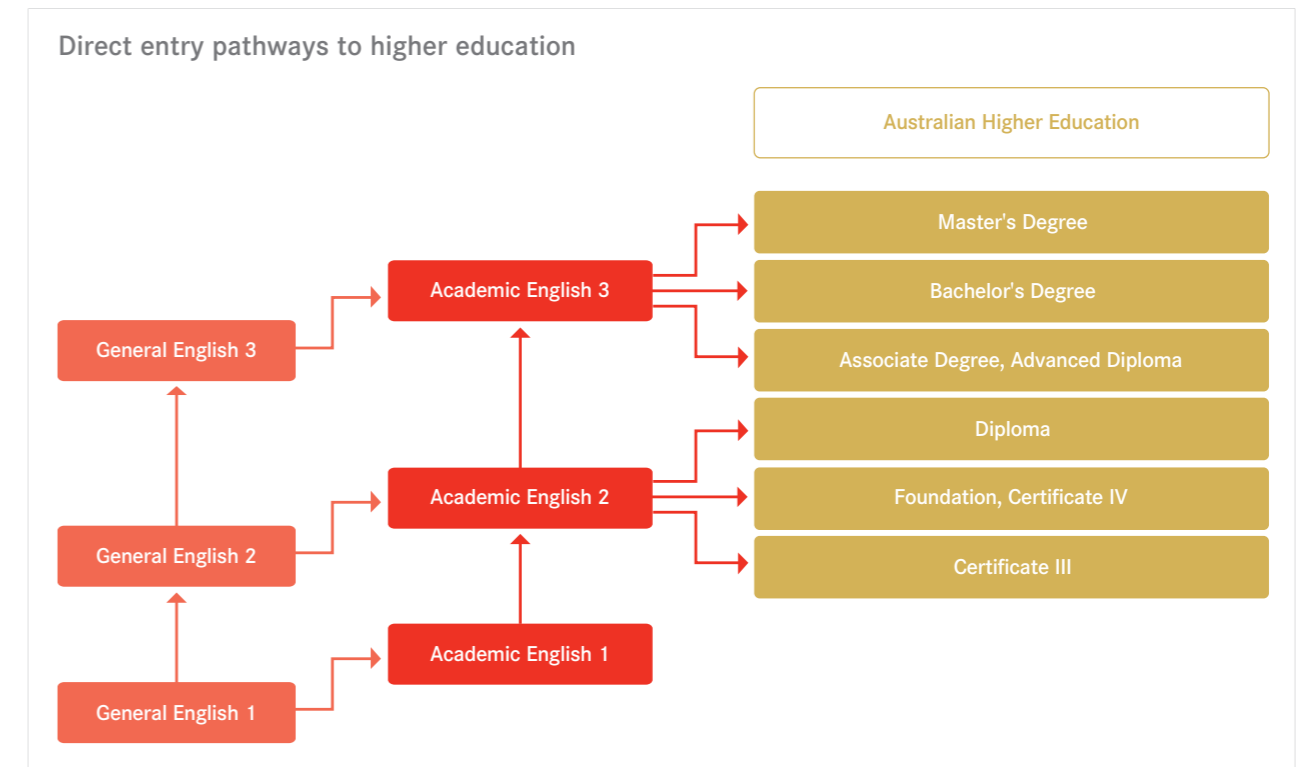 Direct entry pathways to higher education
Australian Higher Education
Master's Degree
Academic English 3
Bachelor's Degree
General English 3
Associate Degree, Advanced Diploma
Diploma
Academic English 2
Foundation, Certificate IV
General English 2
Certificate III
Academic English 1
General English 1